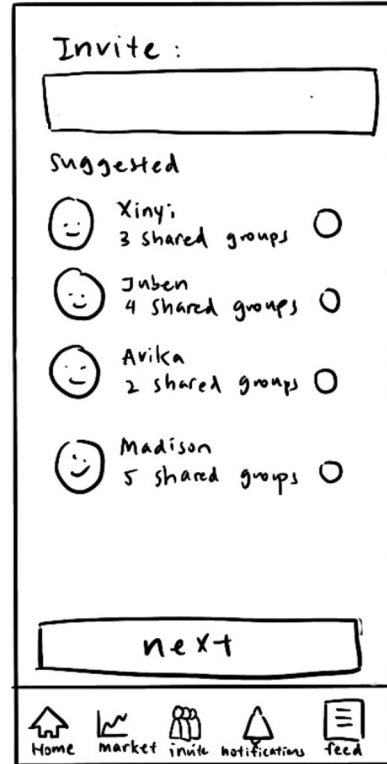 Invite :
suggested
Xinyi
3 shared groups
Juben
4 shared groups
Avika
2 shared groups
Madison
5 shared groups
next
Home market invite notifications feed